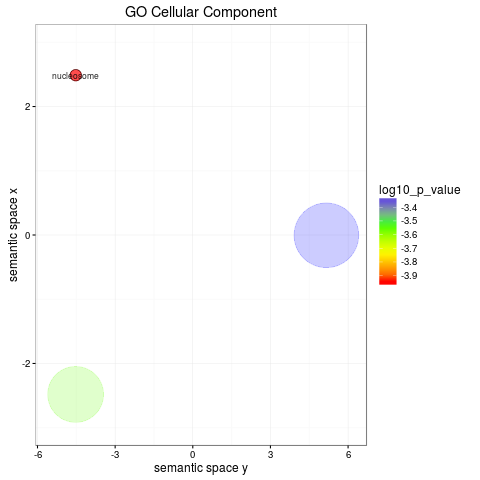 GO Cellular Component
nucleosome
2
0
-2
semantic space x
-6
-3
0
3
6
semantic space y
log10_p_value
-3.4
-3.5
-3.6
-3.7
-3.8
-3.9